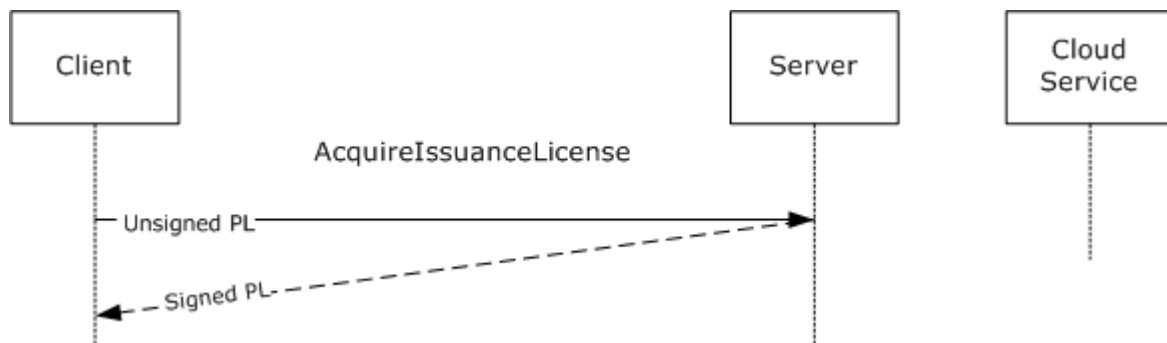 Client
Server
Cloud
Service
AcquireIssuanceLicense
Unsigned PL
Signed PL